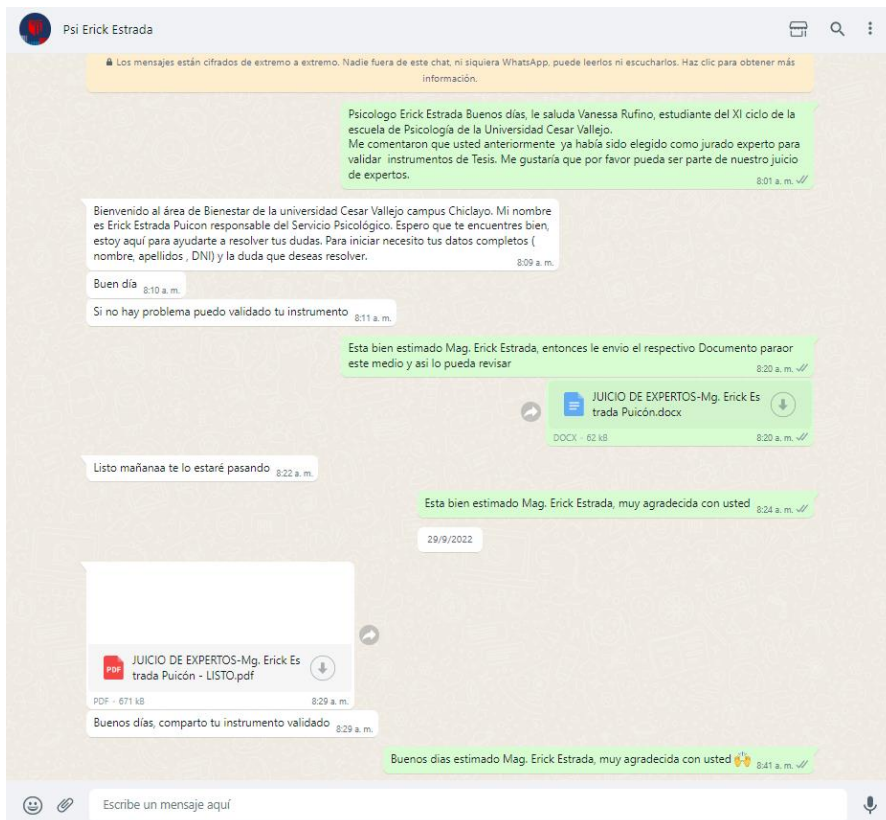 Psi Erick Estrada
Los mensajes están cifrados de extremo a extremo. Nadie fuera de este chat, ni siquiera WhatsApp, puede leerlos ni escucharlos. Haz clic para obtener más
información.
Psicologo Erick Estrada Buenos días, le saluda Vanessa Rufino, estudiante del XI ciclo de la
escuela de Psicología de la Universidad Cesar Vallejo.
Me comentaron que usted anteriormente ya había sido elegido como jurado experto para
validar instrumentos de Tesis. Me gustaría que por favor pueda ser parte de nuestro juicio
de expertos.
8:01 a. m.
Bienvenido al área de Bienestar de la universidad Cesar Vallejo campus Chiclayo. Mi nombre
es Erick Estrada Puicon responsable del Servicio Psicológico. Espero que te encuentres bien,
estoy aquí para ayudarte a resolver tus dudas. Para iniciar necesito tus datos completos (
nombre, apellidos , DNI) y la duda que deseas resolver.
8:09 a. m.
Buen día 8:10 a. m.
Si no hay problema puedo validado tu instrumento 8:11 a. m.
Esta bien estimado Mag. Erick Estrada, entonces le envio el respectivo Documento paraor
este medio y asi lo pueda revisar
8:20 a. m.
JUICIO DE EXPERTOS-Mg. Erick Es
trada Puicón.docx
DOCX · 62 kB 8:20 a. m.
Listo mañanaa te lo estaré pasando 8:22 a. m.
Esta bien estimado Mag. Erick Estrada, muy agradecida con usted 8:24 a. m.
29/9/2022
PDF
JUICIO DE EXPERTOS-Mg. Erick Es
trada Puicón - LISTO.pdf
PDF · 671 kB 8:29 a. m.
Buenos días, comparto tu instrumento validado 8:29 a. m.
Buenos dias estimado Mag. Erick Estrada, muy agradecida con usted 🙌 8:41 a. m.
Escribe un mensaje aquí